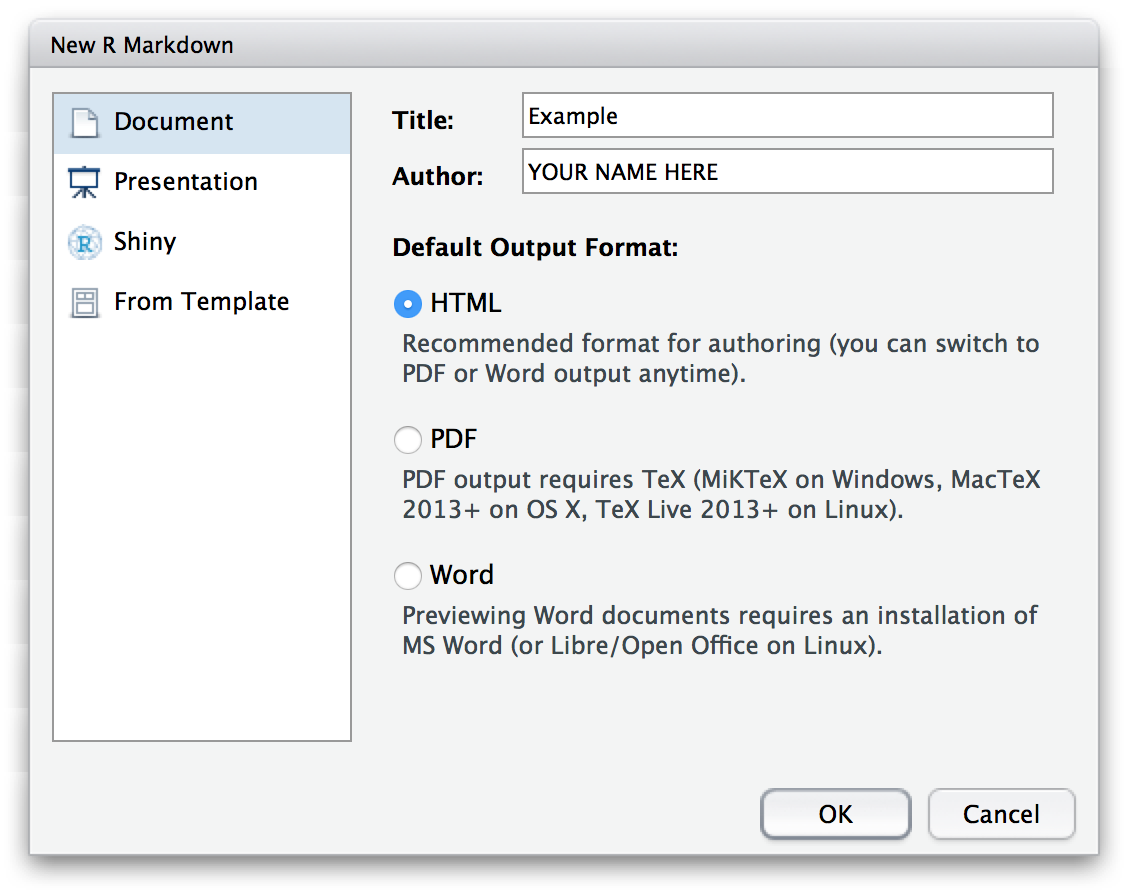 New R Markdown
Document
Presentation
Shiny
From Template
Title: Example
Author: YOUR NAME HERE
Default Output Format:
HTML
Recommended format for authoring (you can switch to
PDF or Word output anytime).
PDF
PDF output requires TeX (MiKTeX on Windows, MacTeX
2013+ on OS X, TeX Live 2013+ on Linux).
Word
Previewing Word documents requires an installation of
MS Word (or Libre/Open Office on Linux).
OK Cancel